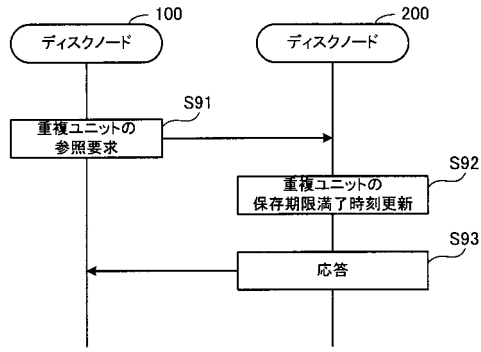 100
200
ディスクノード
ディスクノード
S91
重複ユニットの
参照要求
S92
重複ユニットの
保存期限満了時刻更新
S93
応答